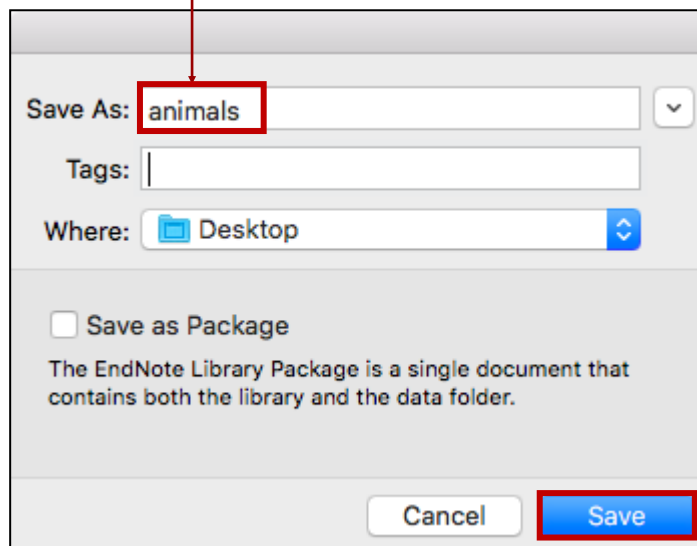 Save As: animals
Tags:
Where: Desktop
Save as Package
The EndNote Library Package is a single document that
contains both the library and the data folder.
Cancel Save